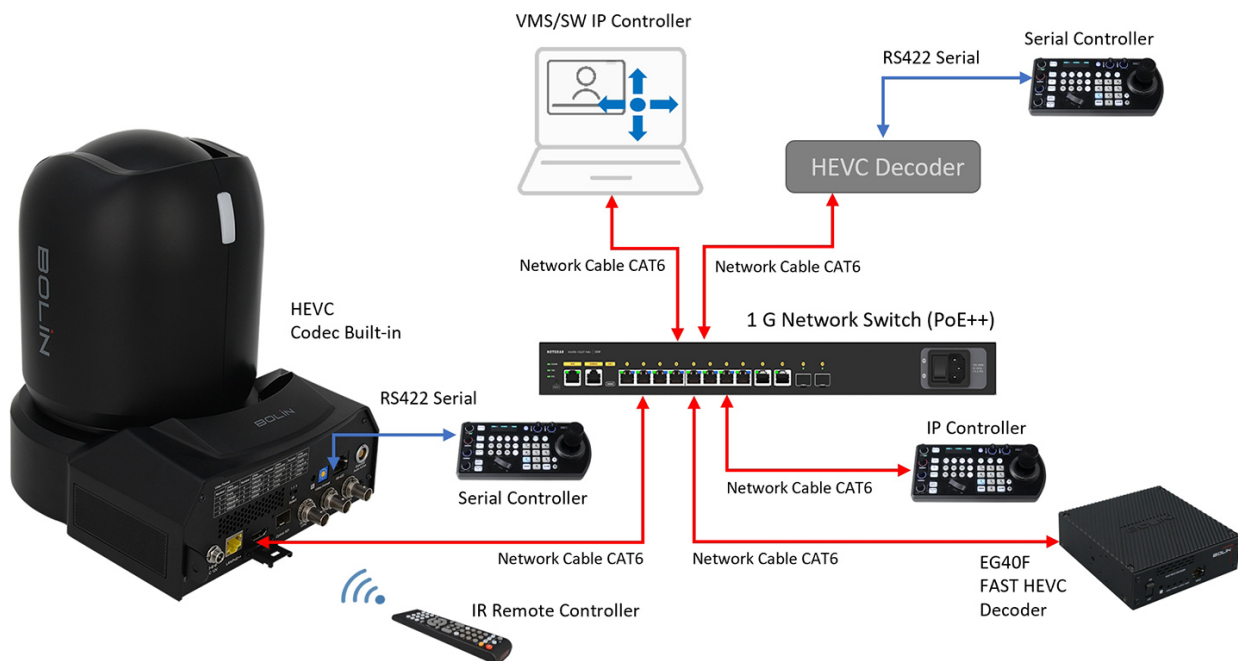 VMS/SW IP Controller
Serial Controller
RS422 Serial
HEVC Decoder
Network Cable CAT6
Network Cable CAT6
HEVC
Codec Built-in
1 G Network Switch (PoE++)
NETGEAR
BOLIN
BOLIN
RS422 Serial
Serial Controller
IP Controller
Network Cable CAT6
Network Cable CAT6
Network Cable CAT6
EG40F
FAST HEVC
Decoder
BOLIN
IR Remote Controller